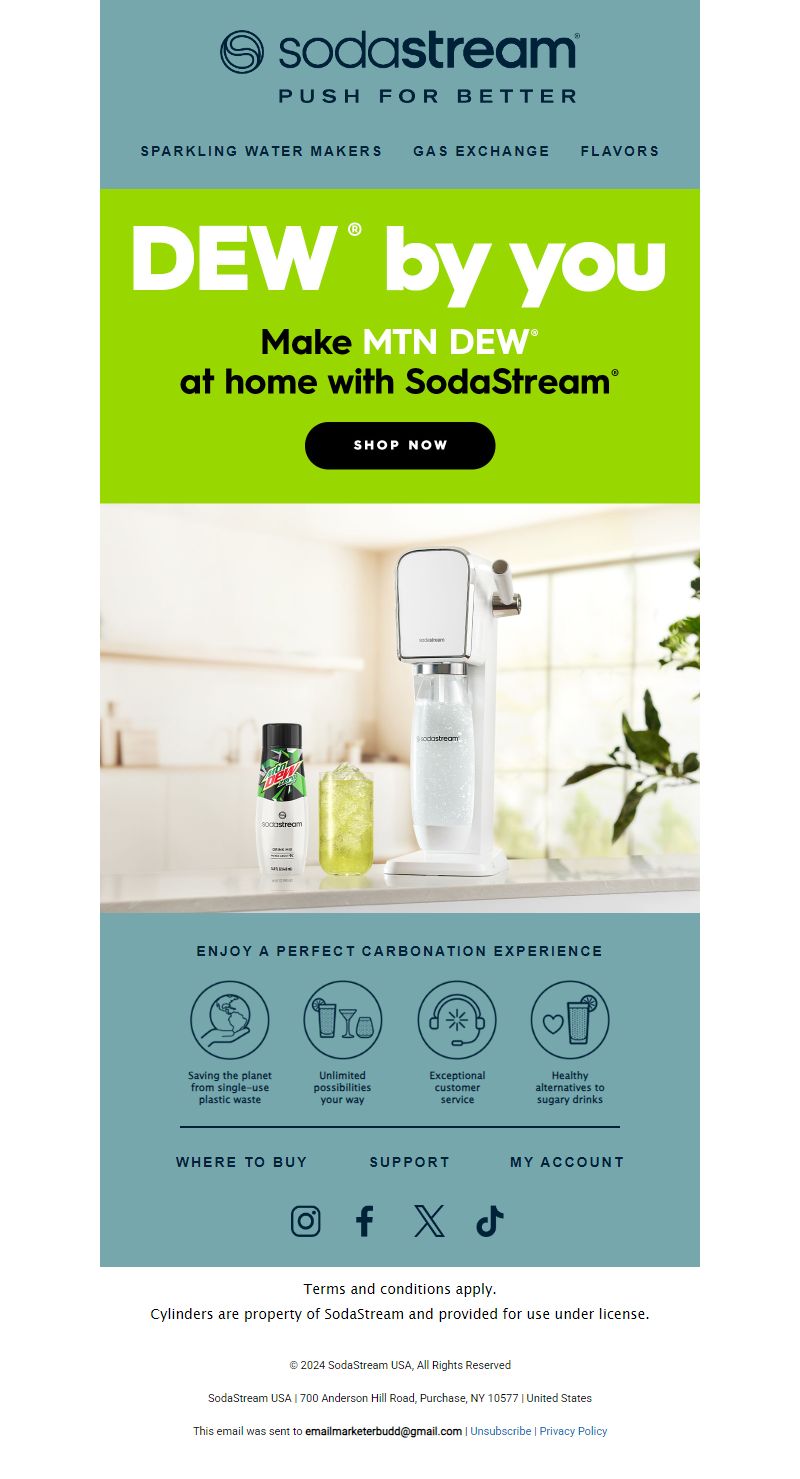 sodastream®
PUSH FOR BETTER
SPARKLING WATER MAKERS GAS EXCHANGE FLAVORS
DEW® by you
Make MTN DEW®
at home with SodaStream®
SHOP NOW
sodastream
sodastream
mtn
DEW
ZERO
sodastream
DRINK MIX
ENJOY A PERFECT CARBONATION EXPERIENCE
Saving the planet
from single-use
plastic waste
Unlimited
possibilities
your way
Exceptional
customer
service
Healthy
alternatives to
sugary drinks
WHERE TO BUY SUPPORT MY ACCOUNT
Terms and conditions apply.
Cylinders are property of SodaStream and provided for use under license.
© 2024 SodaStream USA, All Rights Reserved
SodaStream USA | 700 Anderson Hill Road, Purchase, NY 10577 | United States
This email was sent to emailmarketerbudd@gmail.com | Unsubscribe | Privacy Policy